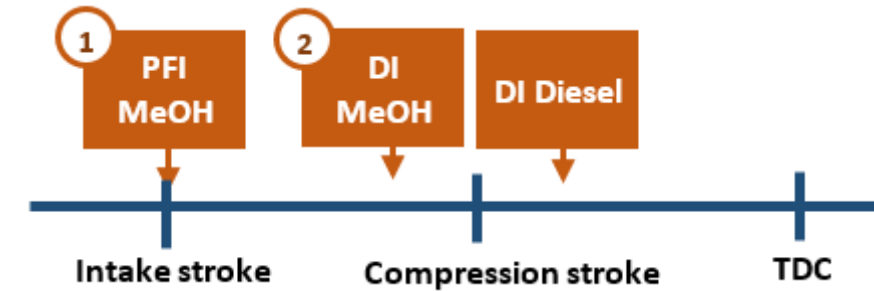 1
PFI
MeOH
2
DI
MeOH
DI Diesel
Intake stroke
Compression stroke
TDC